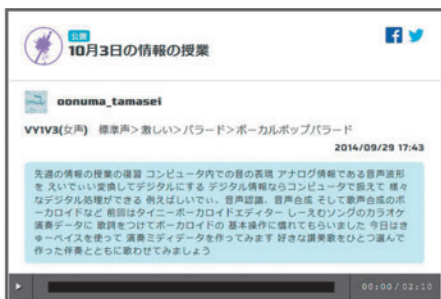 公開
10月3日の情報の授業
oonuma_tamasei
VY1V3(女声) 標準声>激しい>バラード>ボーカルポップバラード
2014/09/29 17:43
先週の情報の授業の復習 コンピュータ内での音の表現 アナログ情報である音声波形
を えいでぃい変換してデジタルにする デジタル情報ならコンピュータで扱えて 様々
なデジタル処理ができる 例えばしいでぃ、音声認識、音声合成 そして歌声合成のボ
ーカロイドなど 前回はタイニーボーカロイドエディター しーえむソングのカラオケ
演奏データに 歌詞をつけてボーカロイドの 基本操作に慣れてもらいました 今日はき
ゅーベイスを使って 演奏ミディデータを作ってみます 好きな讃美歌をひとつ選んで
作った伴奏とともに歌わせてみましょう
00:00/02:10